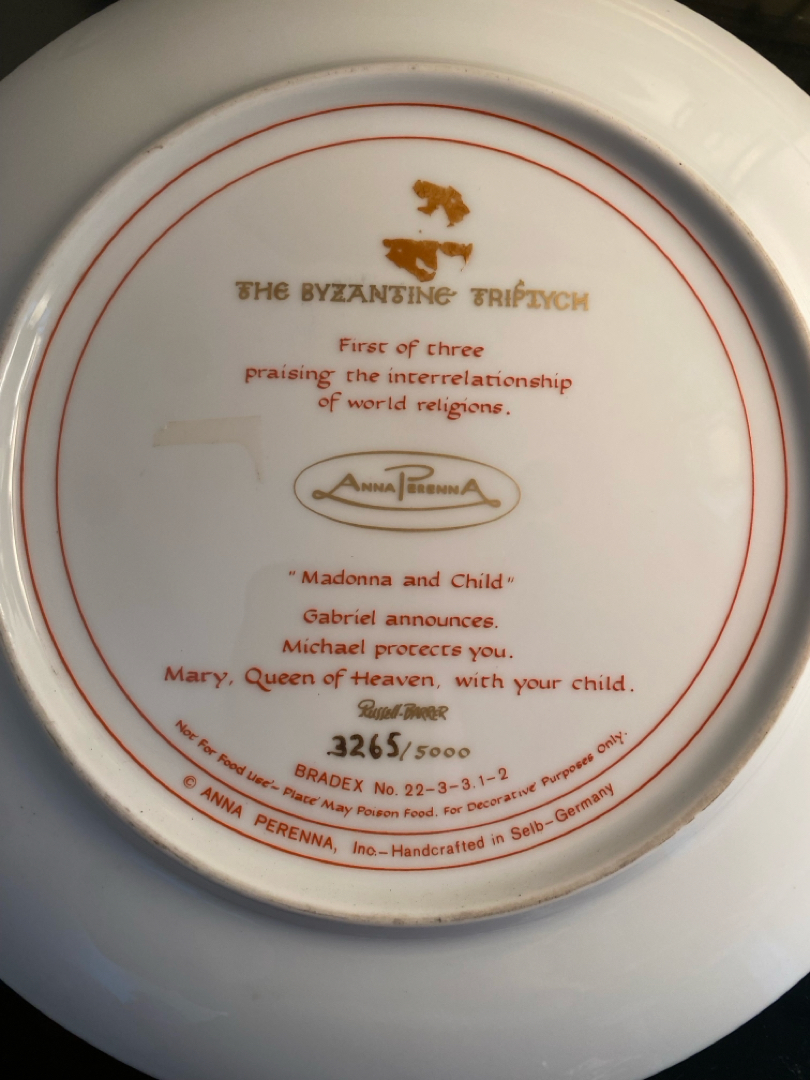 THE BYZANTINE TRIPTYCH
First of three
praising the interrelationship
of world religions.
ANNA PERENNA
"Madonna and Child"
Gabriel announces.
Michael protects you.
Mary, Queen of Heaven, with your child.
Russell-BARRER
3265/5000
BRADEX No. 22-3-3.1-2
Not For Food Use - Plate May Poison Food. For Decorative Purposes Only.
© ANNA PERENNA, Inc.-Handcrafted in Selb-Germany